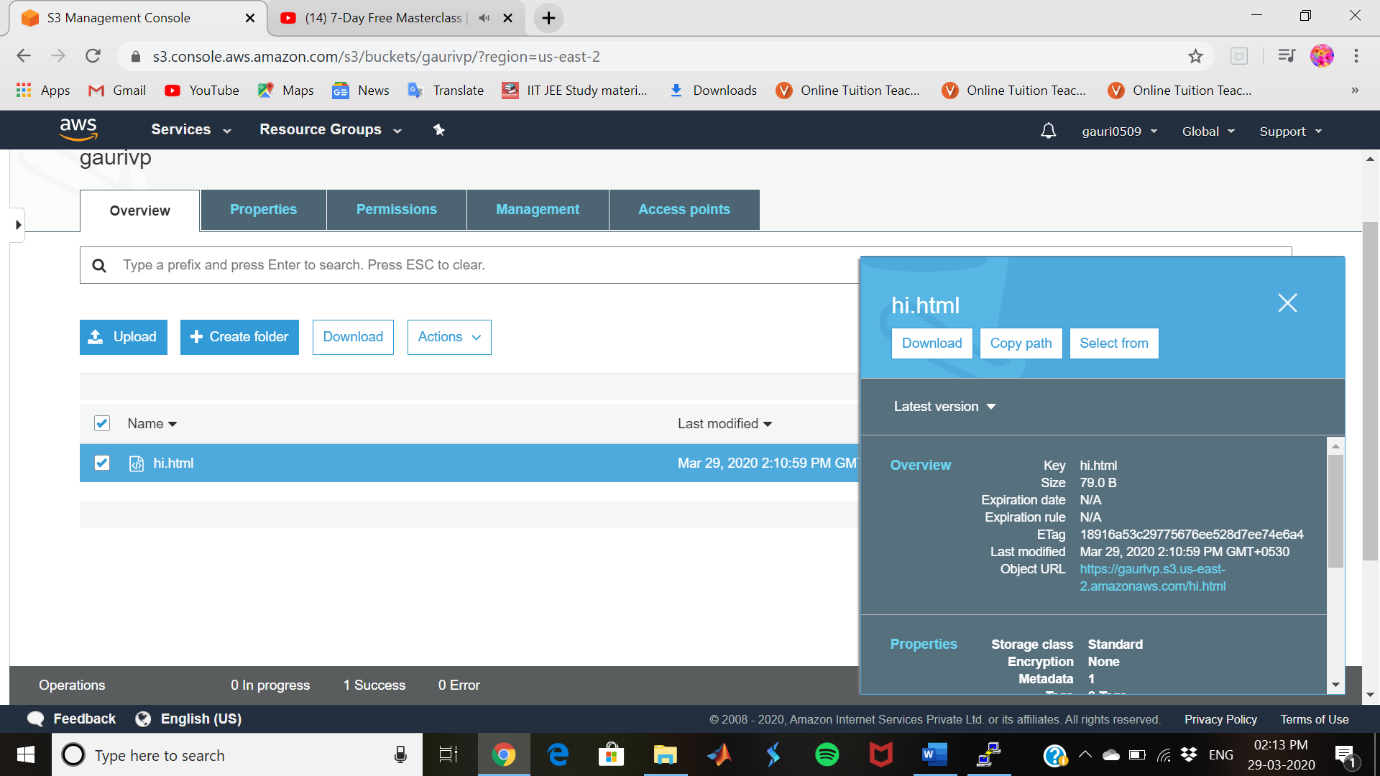 S3 Management Console
(14) 7-Day Free Masterclass
s3.console.aws.amazon.com/s3/buckets/gaurivp/?region=us-east-2
Apps Gmail YouTube Maps News Translate IIT JEE Study materi... Downloads Online Tuition Teac... Online Tuition Teac... Online Tuition Teac... »
aws Services Resource Groups gauri0509 Global Support
gaurivp
Overview Properties Permissions Management Access points
Type a prefix and press Enter to search. Press ESC to clear.
Upload Create folder Download Actions
Name Last modified
hi.html Mar 29, 2020 2:10:59 PM GM
hi.html
Download Copy path Select from
Latest version
Overview
Key hi.html
Size 79.0 B
Expiration date N/A
Expiration rule N/A
ETag 18916a53c29775676ee528d7ee74e6a4
Last modified Mar 29, 2020 2:10:59 PM GMT+0530
Object URL https://gaurivp.s3.us-east-
2.amazonaws.com/hi.html
Properties
Storage class Standard
Encryption None
Metadata 1
Operations 0 In progress 1 Success 0 Error
Feedback English (US) © 2008 - 2020, Amazon Internet Services Private Ltd. or its affiliates. All rights reserved. Privacy Policy Terms of Use
Type here to search
ENG
02:13 PM
29-03-2020
1